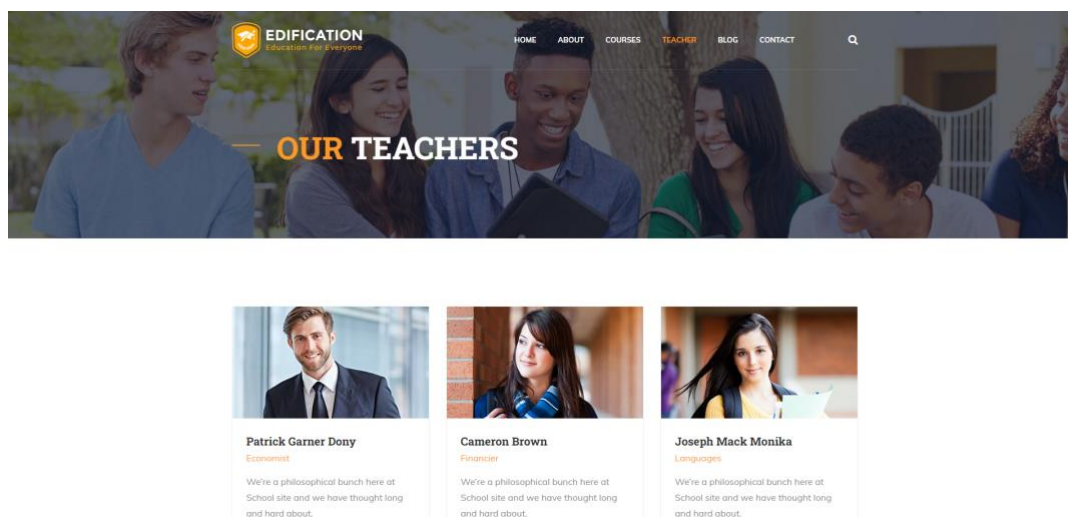 EDIFICATION
Education For Everyone
HOME ABOUT COURSES TEACHER BLOG CONTACT
OUR TEACHERS
Patrick Garner Dony
Economist
We're a philosophical bunch here at
School site and we have thought long
and hard about.
Cameron Brown
Financier
We're a philosophical bunch here at
School site and we have thought long
and hard about.
Joseph Mack Monika
Languages
We're a philosophical bunch here at
School site and we have thought long
and hard about.